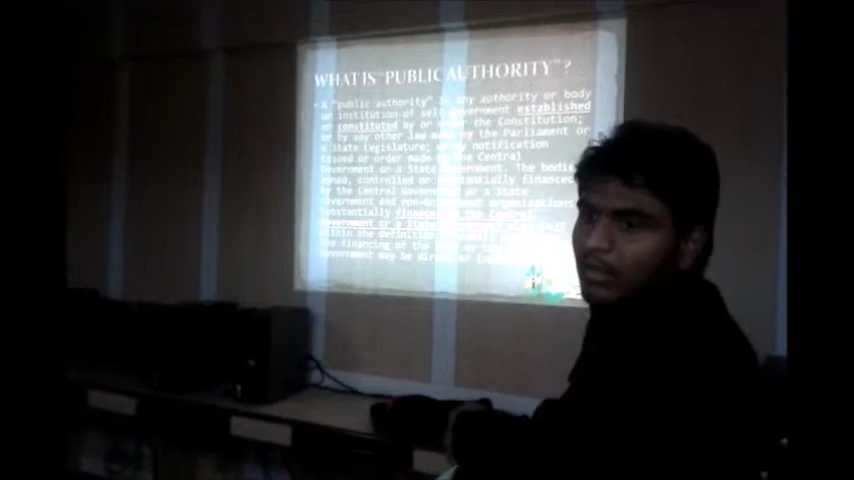 WHAT IS "PUBLIC AUTHORITY"?
A "public authority" is any authority or body
or institution of self government established
or constituted by or under the Constitution;
or by any other law made by the Parliament or
a State Legislature; or by notification
issued or order made by the Central
Government or a State Government. The bodies
owned, controlled or substantially financed
by the Central Government or a State
Government and non-Government organisations
substantially financed by the Central
Government or a State
within the definition
the financing of the
Government may be direct or